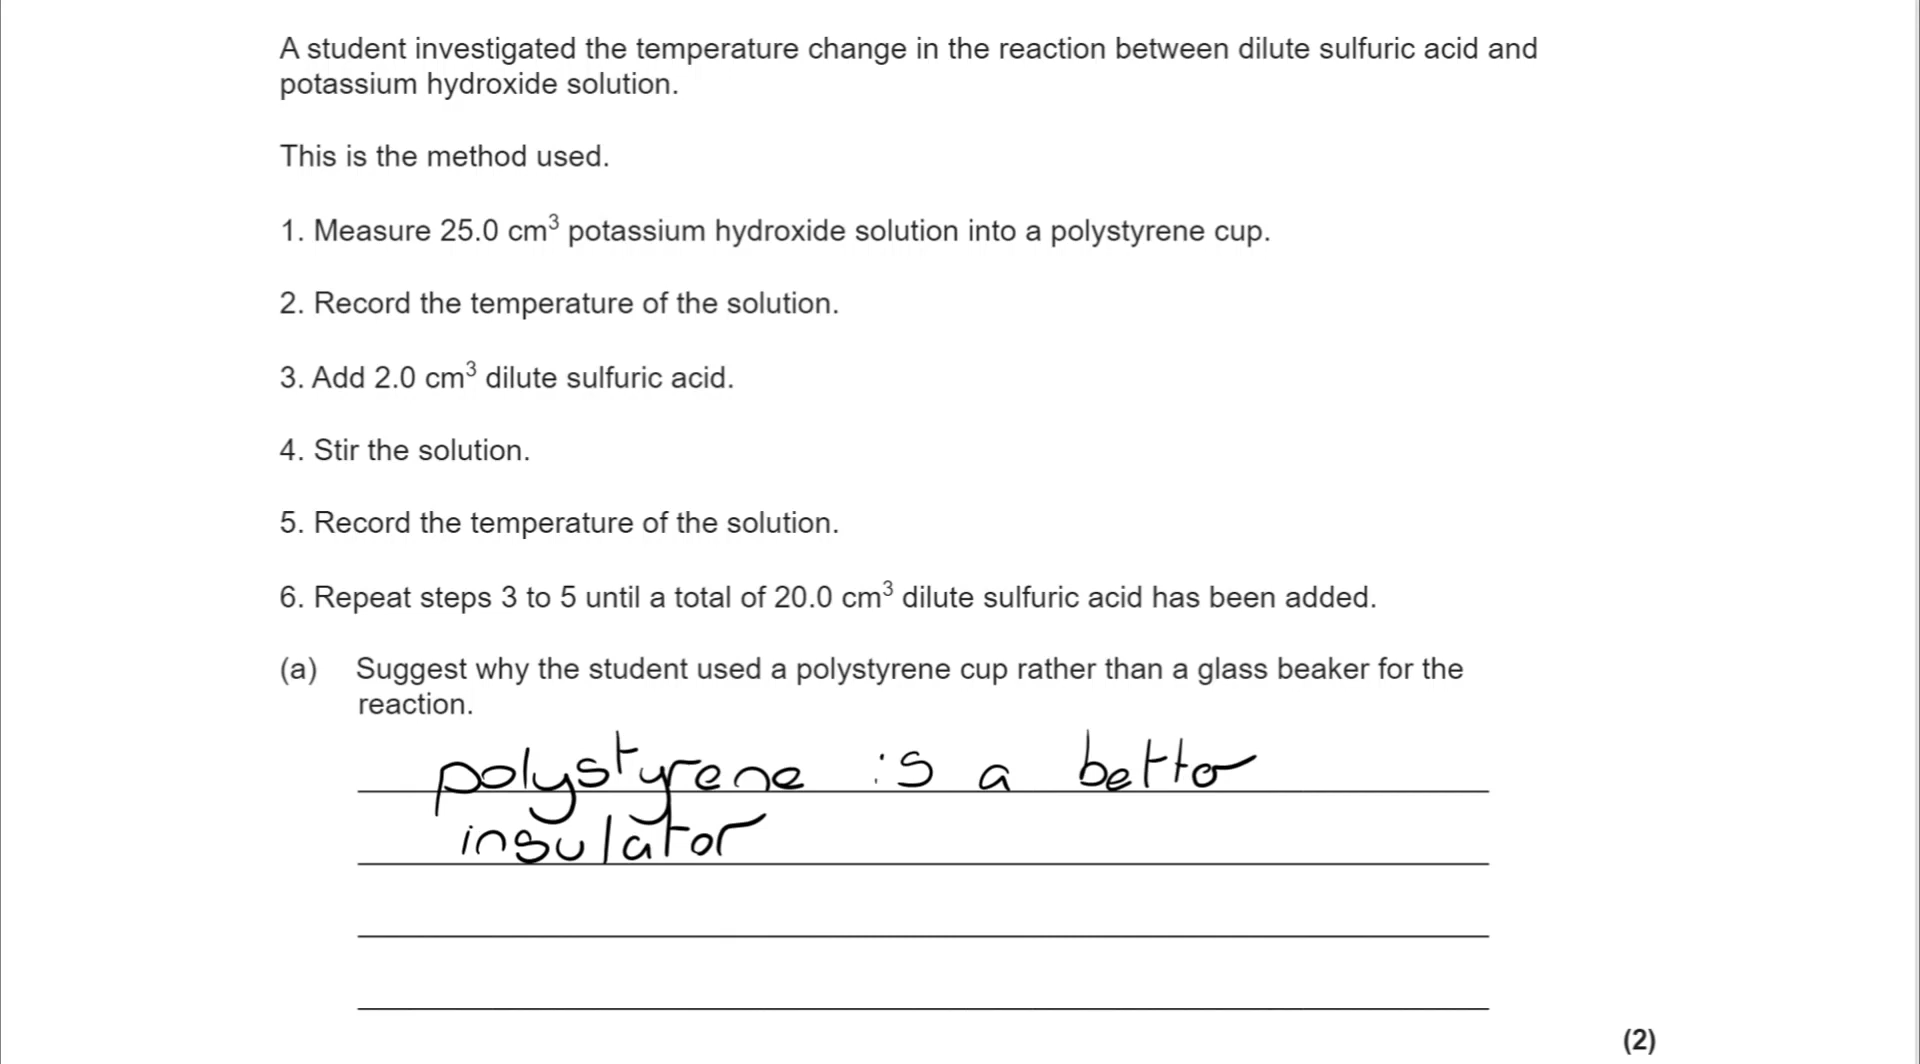 A student investigated the temperature change in the reaction between dilute sulfuric acid and
potassium hydroxide solution.
This is the method used.
1. Measure 25.0 cm³ potassium hydroxide solution into a polystyrene cup.
2. Record the temperature of the solution.
3. Add 2.0 cm³ dilute sulfuric acid.
4. Stir the solution.
5. Record the temperature of the solution.
6. Repeat steps 3 to 5 until a total of 20.0 cm³ dilute sulfuric acid has been added.
(a) Suggest why the student used a polystyrene cup rather than a glass beaker for the
reaction.
polystyrene is a better
insulator
(2)